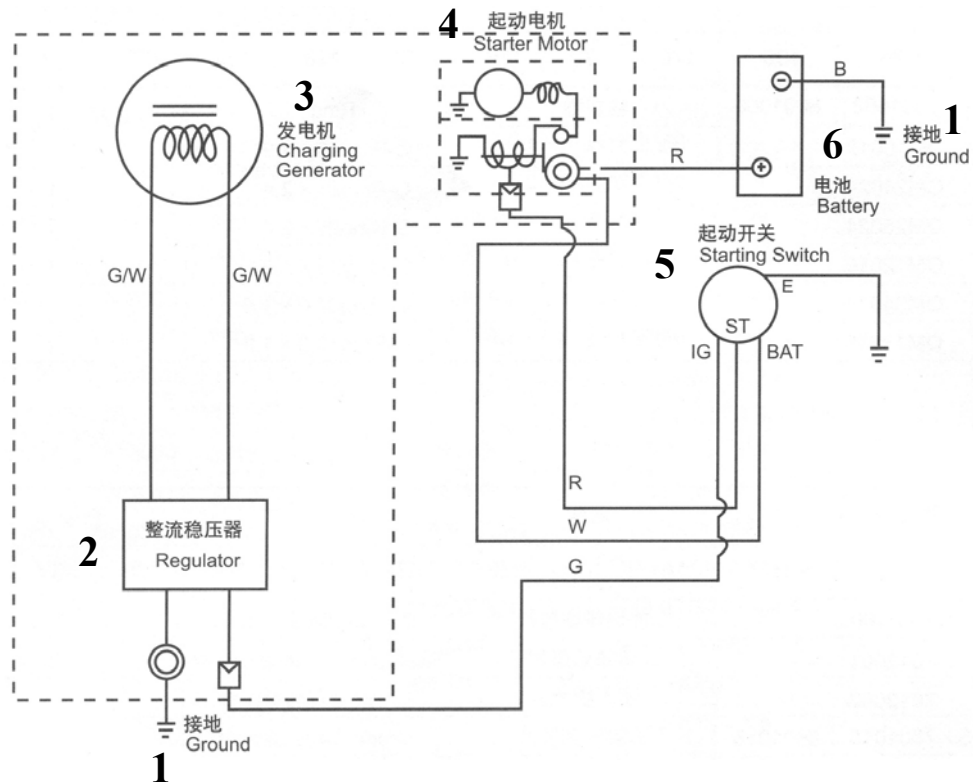 4
起动电机
Starter Motor
3
发电机
Charging
Generator
B
1
接地
Ground
6
电池
Battery
R
5
起动开关
Starting Switch
E
ST
IG
BAT
G/W
G/W
R
W
G
2
整流稳压器
Regulator
接地
Ground
1